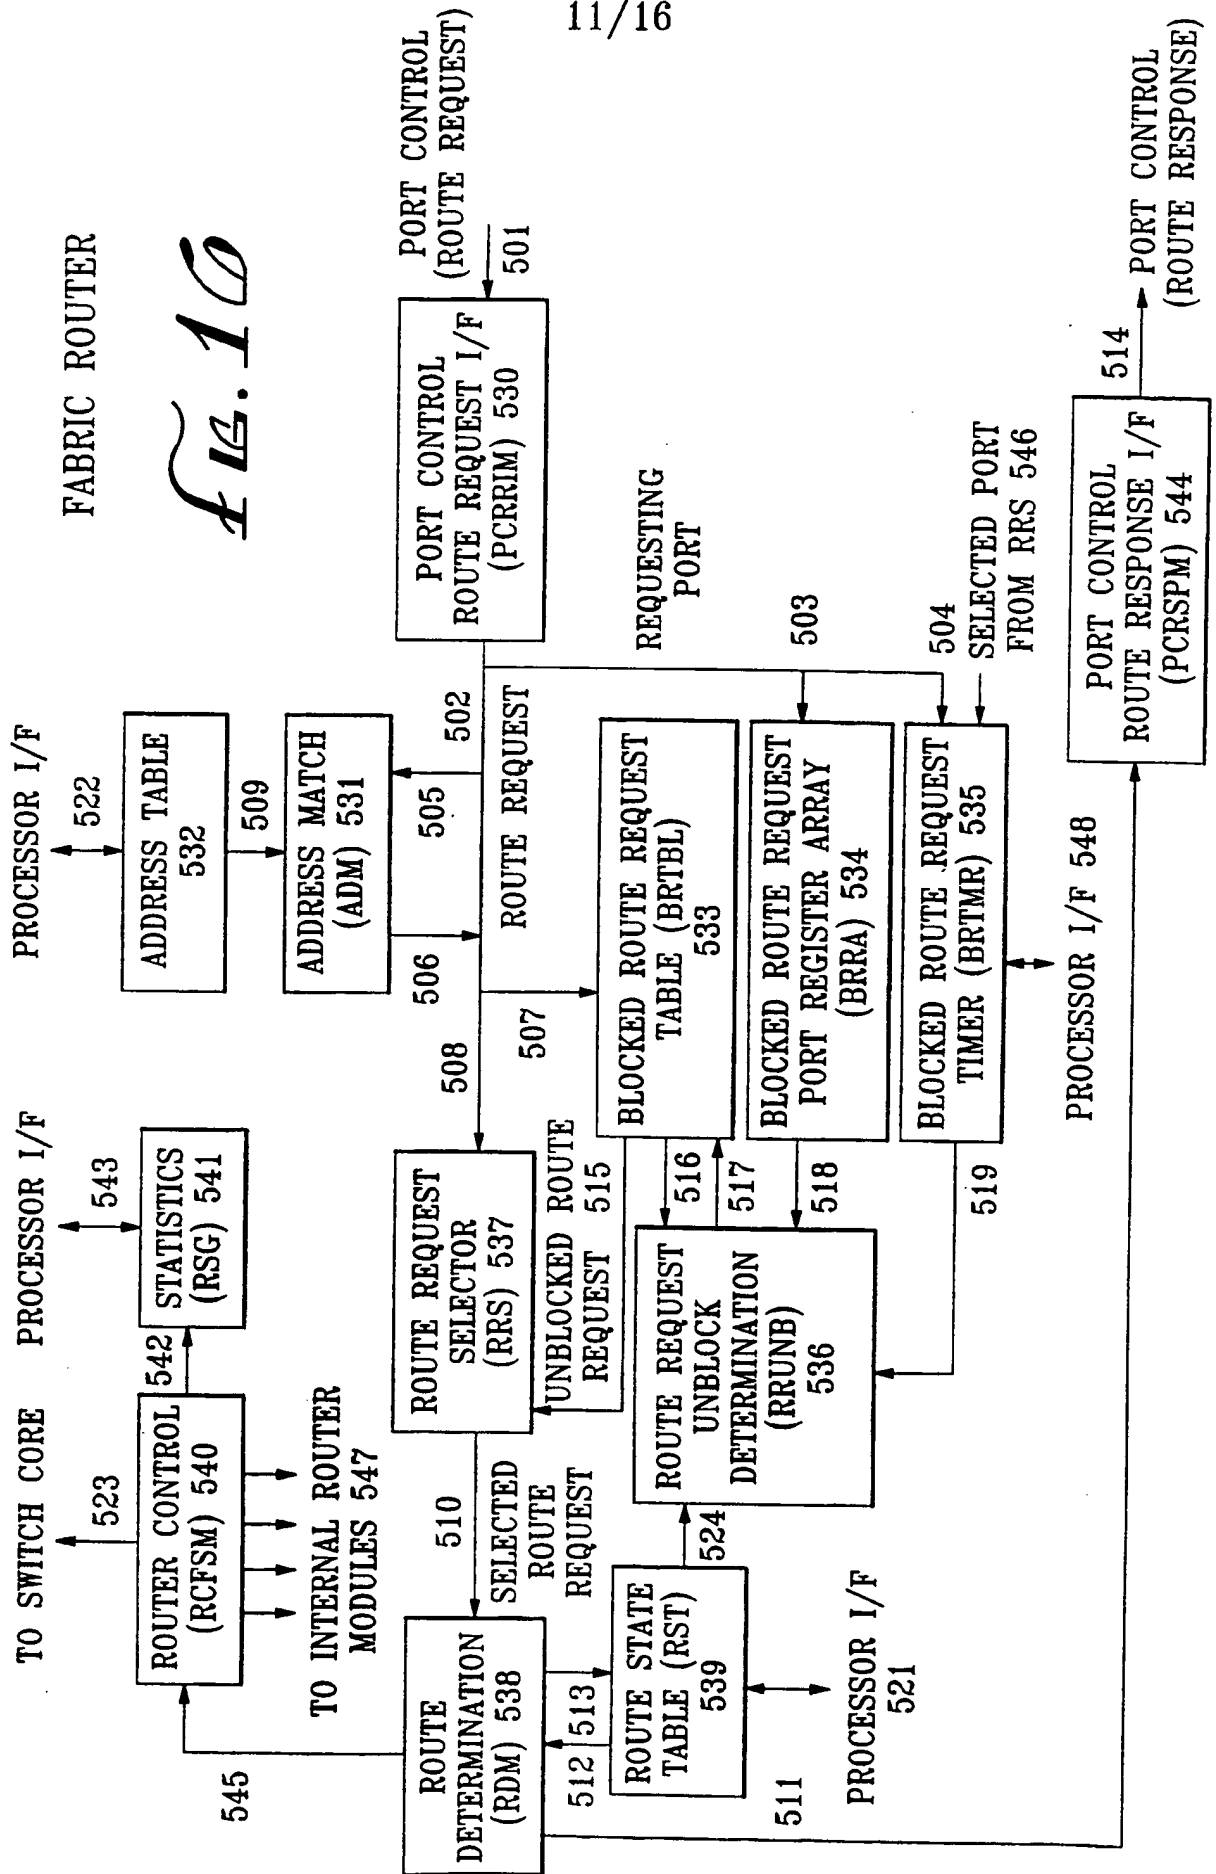 11/16
FABRIC ROUTER
FIG. 16
TO SWITCH CORE
523
ROUTER CONTROL
(RCFSM) 540
TO INTERNAL ROUTER
MODULES 547
545
542
PROCESSOR I/F
543
STATISTICS
(RSG) 541
PROCESSOR I/F
522
ADDRESS TABLE
532
509
ADDRESS MATCH
(ADM) 531
506
505
502
ROUTE REQUEST
PORT CONTROL
(ROUTE REQUEST)
501
PORT CONTROL
ROUTE REQUEST I/F
(PCRRIM) 530
508
507
ROUTE REQUEST
SELECTOR
(RRS) 537
510
SELECTED
ROUTE
REQUEST
UNBLOCKED ROUTE
REQUEST 515
ROUTE
DETERMINATION
(RDM) 538
512
513
ROUTE STATE
TABLE (RST)
539
511
PROCESSOR I/F
521
524
ROUTE REQUEST
UNBLOCK
DETERMINATION
(RRUNB)
536
516
517
518
519
BLOCKED ROUTE REQUEST
TABLE (BRTBL)
533
BLOCKED ROUTE REQUEST
PORT REGISTER ARRAY
(BRRA) 534
BLOCKED ROUTE REQUEST
TIMER (BRTMR) 535
PROCESSOR I/F 548
REQUESTING
PORT
503
504
SELECTED PORT
FROM RRS 546
PORT CONTROL
ROUTE RESPONSE I/F
(PCRSPM) 544
514
PORT CONTROL
(ROUTE RESPONSE)